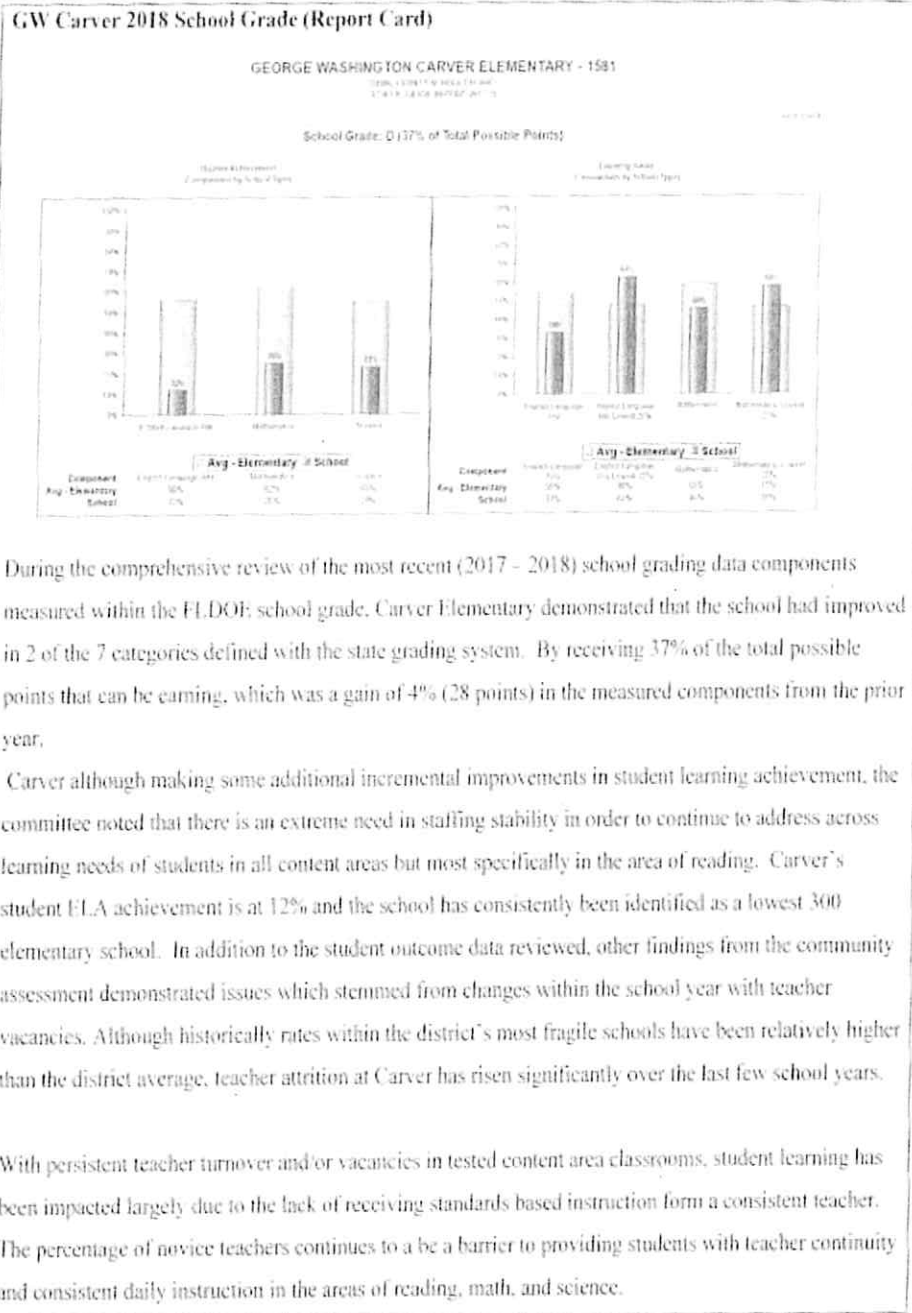 GW Carver 2018 School Grade (Report Card)
GEORGE WASHINGTON CARVER ELEMENTARY - 1581
School Grade: D (37% of Total Possible Points)
Avg - Elementary School
Component
Avg - Elementary
School
Avg - Elementary School
Component
Avg - Elementary
School
During the comprehensive review of the most recent (2017 - 2018) school grading data components
measured within the FLDOE school grade, Carver Elementary demonstrated that the school had improved
in 2 of the 7 categories defined with the state grading system. By receiving 37% of the total possible
points that can be earning, which was a gain of 4% (28 points) in the measured components from the prior
year.
Carver although making some additional incremental improvements in student learning achievement, the
committee noted that there is an extreme need in staffing stability in order to continue to address across
learning needs of students in all content areas but most specifically in the area of reading. Carver's
student ELA achievement is at 12% and the school has consistently been identified as a lowest 300
elementary school. In addition to the student outcome data reviewed, other findings from the community
assessment demonstrated issues which stemmed from changes within the school year with teacher
vacancies. Although historically rates within the district's most fragile schools have been relatively higher
than the district average, teacher attrition at Carver has risen significantly over the last few school years.
With persistent teacher turnover and/or vacancies in tested content area classrooms, student learning has
been impacted largely due to the lack of receiving standards based instruction form a consistent teacher.
The percentage of novice teachers continues to a be a barrier to providing students with teacher continuity
and consistent daily instruction in the areas of reading, math, and science.